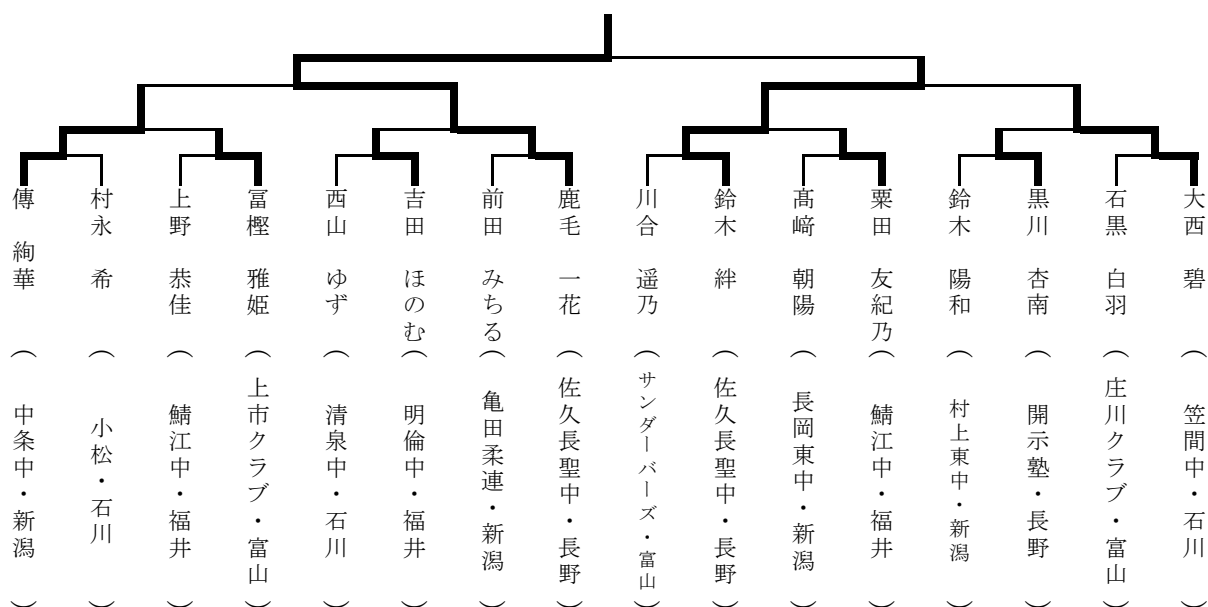 傳 絢華 (中条中・新潟)
村永 希 (小松・石川)
上野 恭佳 (鯖江中・福井)
冨樫 雅姫 (上市クラブ・富山)
西山 ゆず (清泉中・石川)
吉田 ほのむ (明倫中・福井)
前田 みちる (亀田柔連・新潟)
鹿毛 一花 (佐久長聖中・長野)
川合 遥乃 (サンダーバーズ・富山)
鈴木 絆 (佐久長聖中・長野)
髙﨑 朝陽 (長岡東中・新潟)
粟田 友紀乃 (鯖江中・福井)
鈴木 陽和 (村上東中・新潟)
黒川 杏南 (開示塾・長野)
石黒 白羽 (庄川クラブ・富山)
大西 碧 (笠間中・石川)